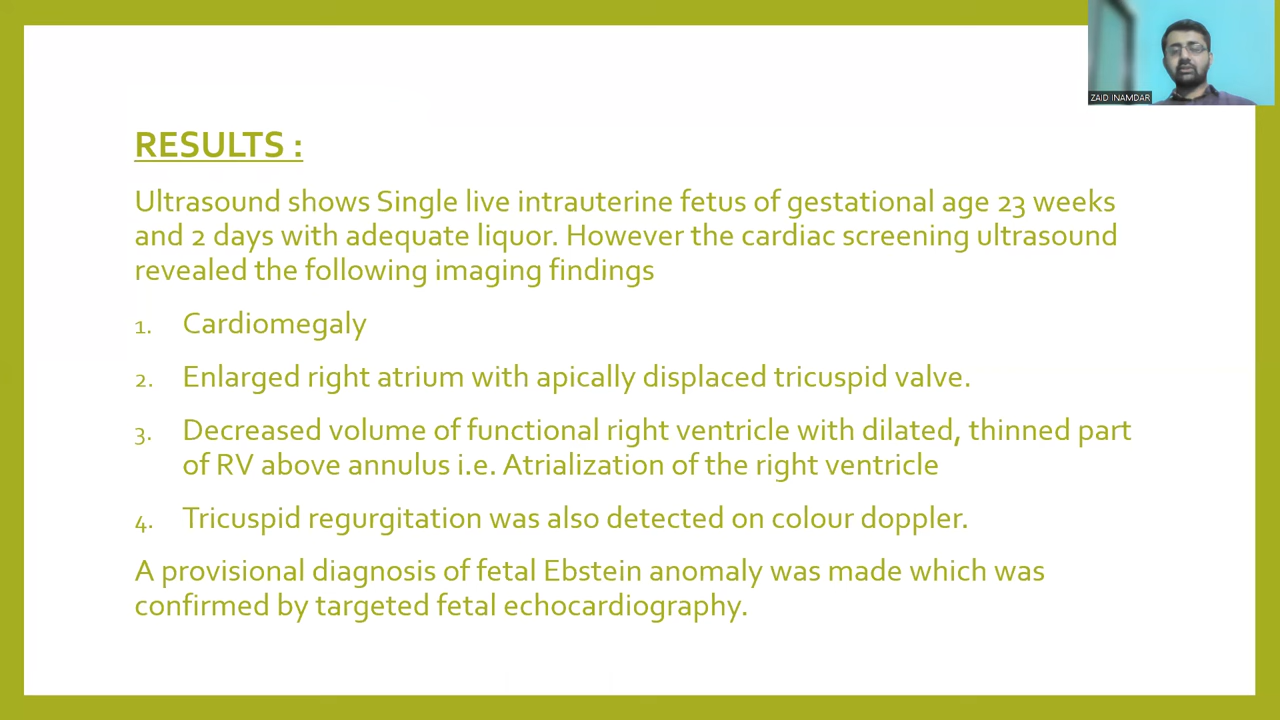 ZAID INAMDAR
RESULTS :
Ultrasound shows Single live intrauterine fetus of gestational age 23 weeks
and 2 days with adequate liquor. However the cardiac screening ultrasound
revealed the following imaging findings
1. Cardiomegaly
2. Enlarged right atrium with apically displaced tricuspid valve.
3. Decreased volume of functional right ventricle with dilated, thinned part
of RV above annulus i.e. Atrialization of the right ventricle
4. Tricuspid regurgitation was also detected on colour doppler.
A provisional diagnosis of fetal Ebstein anomaly was made which was
confirmed by targeted fetal echocardiography.